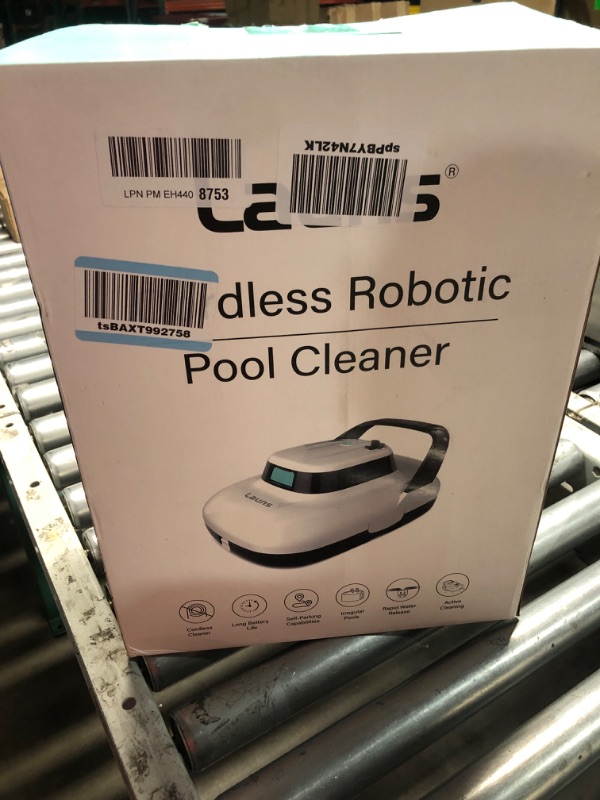 spPBY7N42LK
LPN PM EH440 8753
®
dless Robotic
tsBAXT992758
Pool Cleaner
Launs
Cordless
Cleaner
Long Battery
Life
Self-Parking
Capabilities
Irregular
Pools
Rapid Water
Release
Active
Cleaning